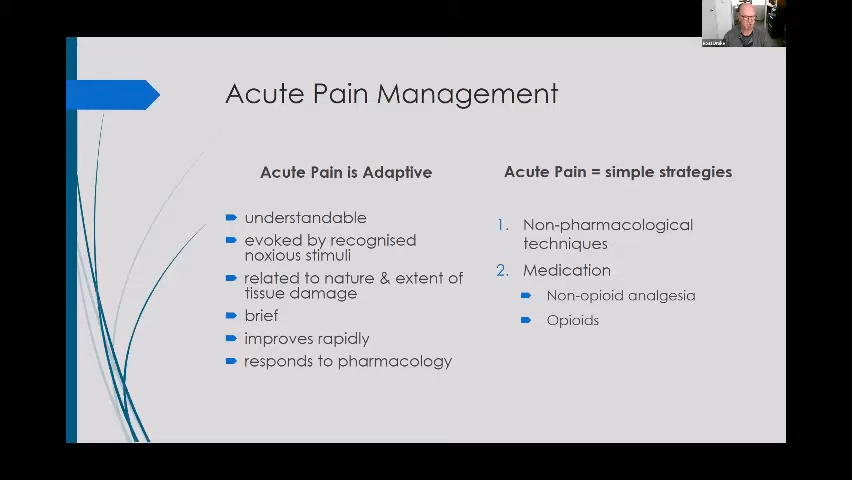 Ross Drake
Acute Pain Management
Acute Pain is Adaptive
understandable
evoked by recognised
noxious stimuli
related to nature & extent of
tissue damage
brief
improves rapidly
responds to pharmacology
Acute Pain = simple strategies
1. Non-pharmacological
techniques
2. Medication
Non-opioid analgesia
Opioids